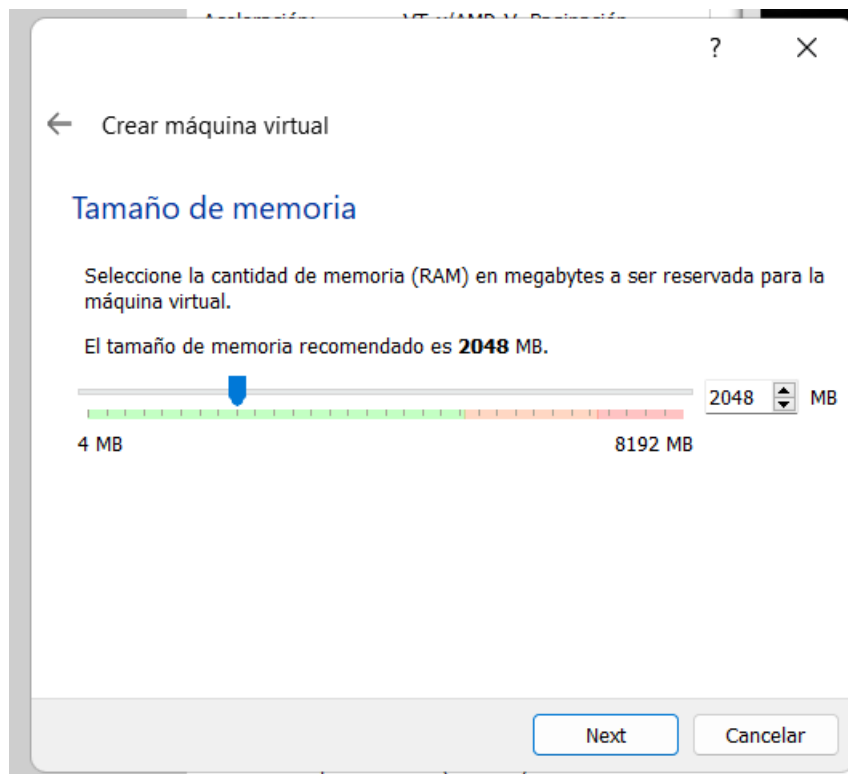 ?
Crear máquina virtual
Tamaño de memoria
Seleccione la cantidad de memoria (RAM) en megabytes a ser reservada para la
máquina virtual.
El tamaño de memoria recomendado es 2048 MB.
2048 MB
4 MB 8192 MB
Next Cancelar